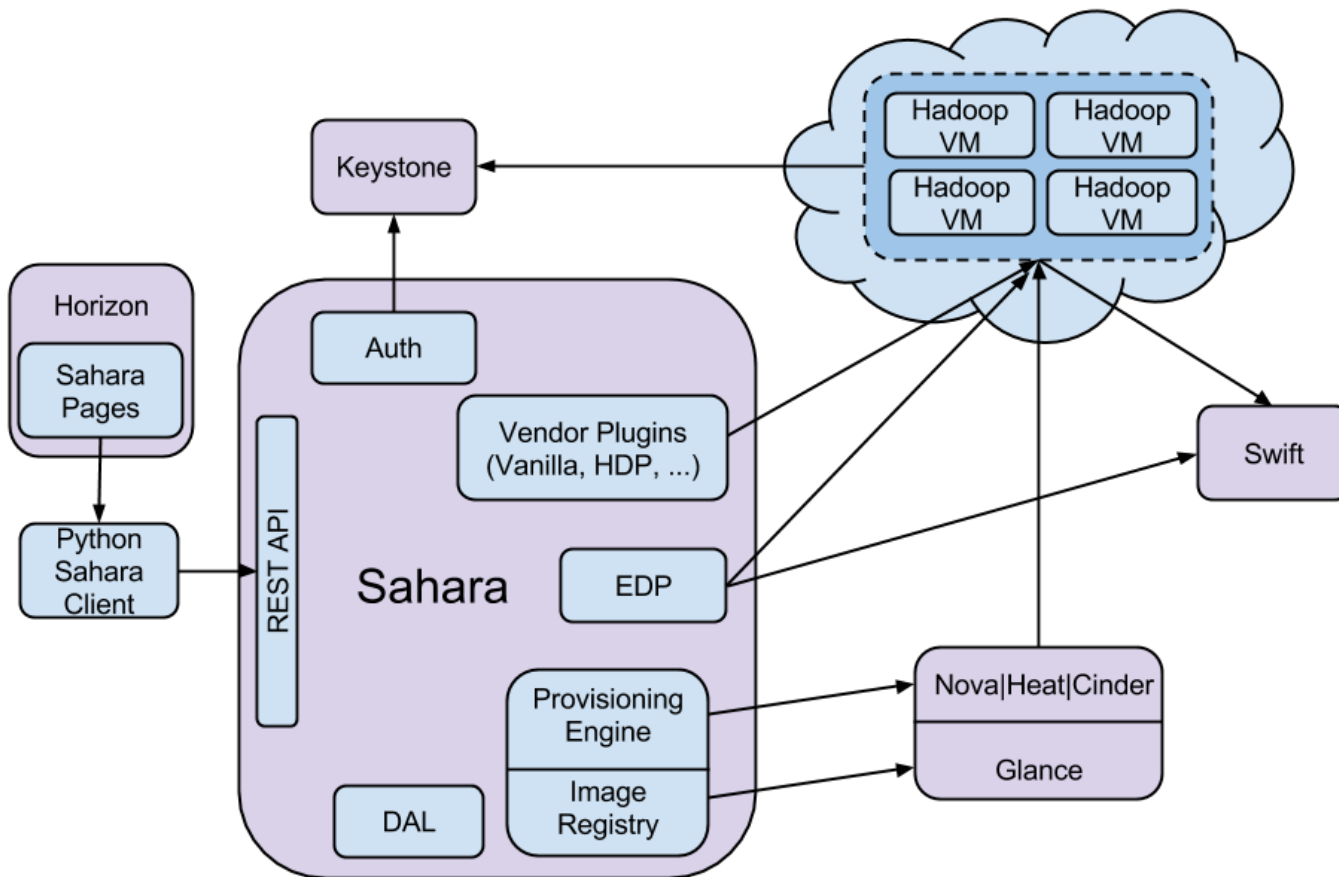 Hadoop
VM
Hadoop
VM
Hadoop
VM
Hadoop
VM
Keystone
Horizon
Sahara
Pages
Auth
Vendor Plugins
(Vanilla, HDP, ...)
Swift
Python
Sahara
Client
REST API
Sahara
EDP
Provisioning
Engine
Image
Registry
Nova|Heat|Cinder
Glance
DAL